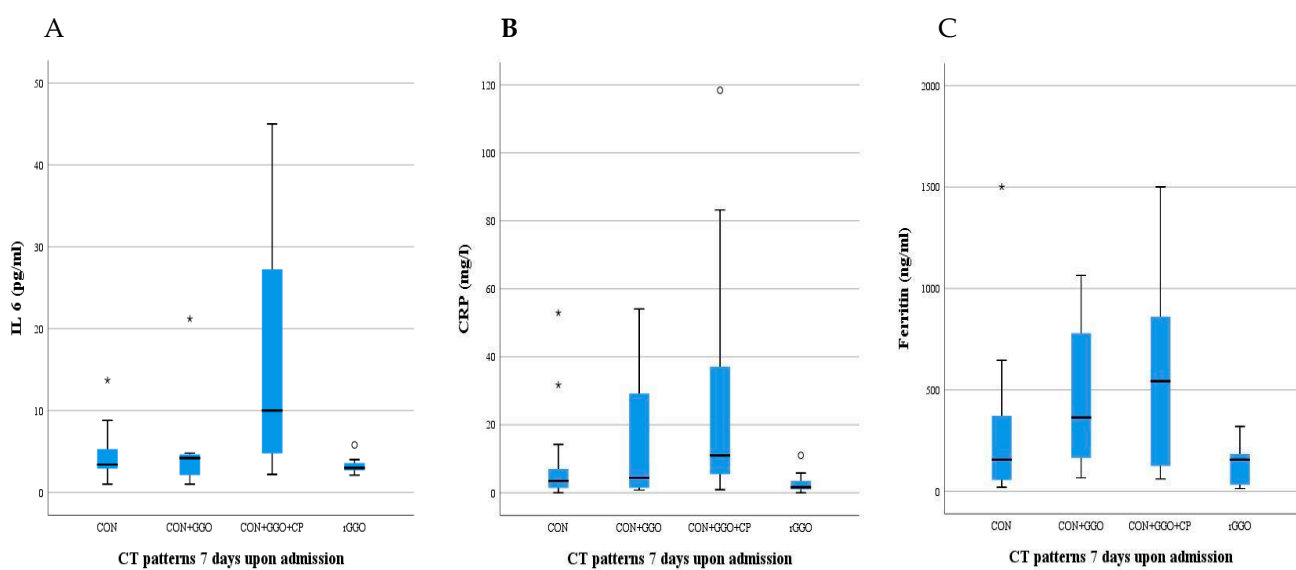 A
50
40
30
20
10
0
IL 6 (pg/ml)
CON CON+GGO CON+GGO+CP rGGO
CT patterns 7 days upon admission
B
120
100
80
60
40
20
0
CRP (mg/l)
CON CON+GGO CON+GGO+CP rGGO
CT patterns 7 days upon admission
C
2000
1500
1000
500
0
Ferritin (ng/ml)
CON CON+GGO CON+GGO+CP rGGO
CT patterns 7 days upon admission